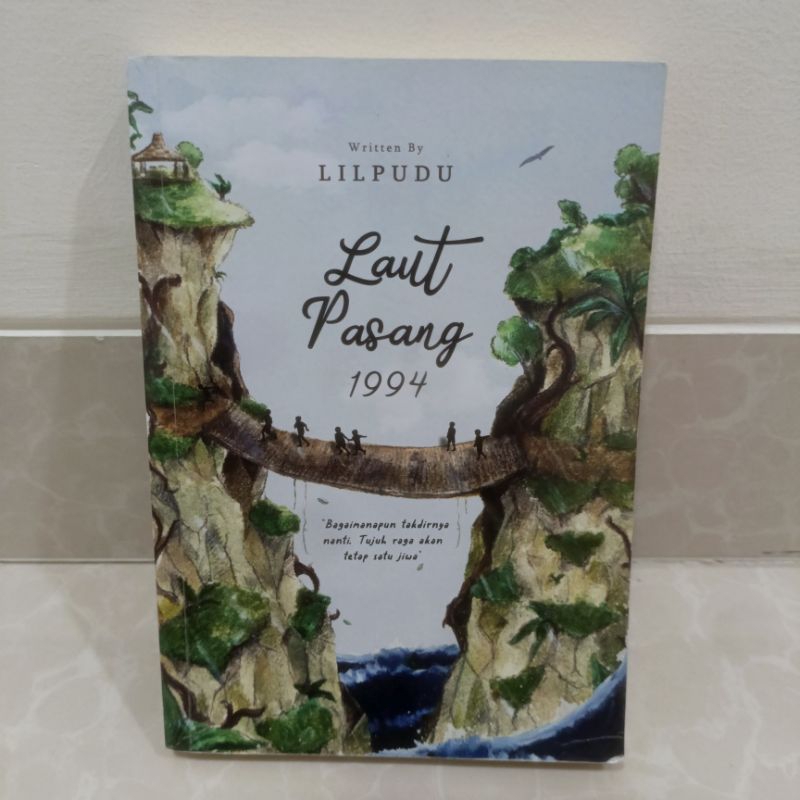 Written By
LILPUDU
Laut
Pasang
1994
"Bagaimanapun takdirnya
nanti. Tujuh raga akan
tetap satu jiwa"